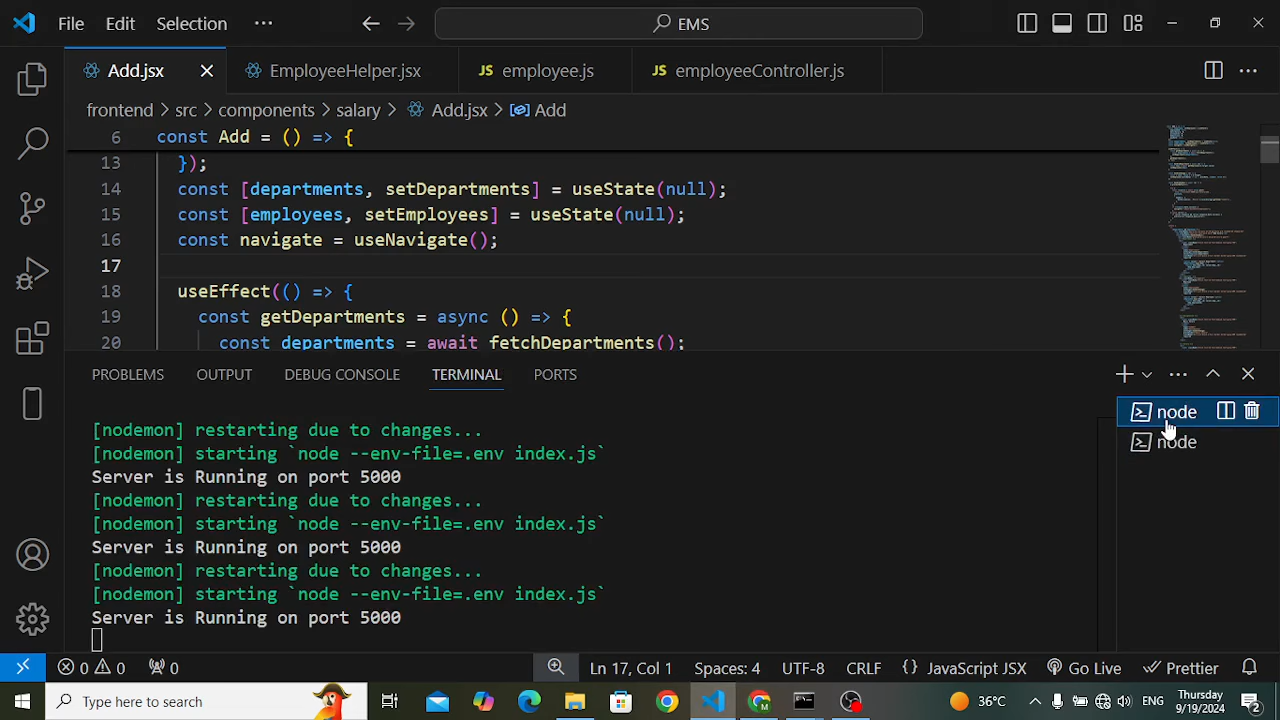 File Edit Selection ··· EMS
Add.jsx EmployeeHelper.jsx JS employee.js JS employeeController.js ···
frontend > src > components > salary > Add.jsx > Add
6 const Add = () => {
13 });
14 const [departments, setDepartments] = useState(null);
15 const [employees, setEmployees] = useState(null);
16 const navigate = useNavigate();
17
18 useEffect(() => {
19 const getDepartments = async () => {
20 const departments = await fetchDepartments();
PROBLEMS OUTPUT DEBUG CONSOLE TERMINAL PORTS
node
node
[nodemon] restarting due to changes...
[nodemon] starting `node --env-file=.env index.js`
Server is Running on port 5000
[nodemon] restarting due to changes...
[nodemon] starting `node --env-file=.env index.js`
Server is Running on port 5000
[nodemon] restarting due to changes...
[nodemon] starting `node --env-file=.env index.js`
Server is Running on port 5000
0 0 0 Ln 17, Col 1 Spaces: 4 UTF-8 CRLF {} JavaScript JSX Go Live Prettier
Type here to search 36°C ENG Thursday 2
9/19/2024